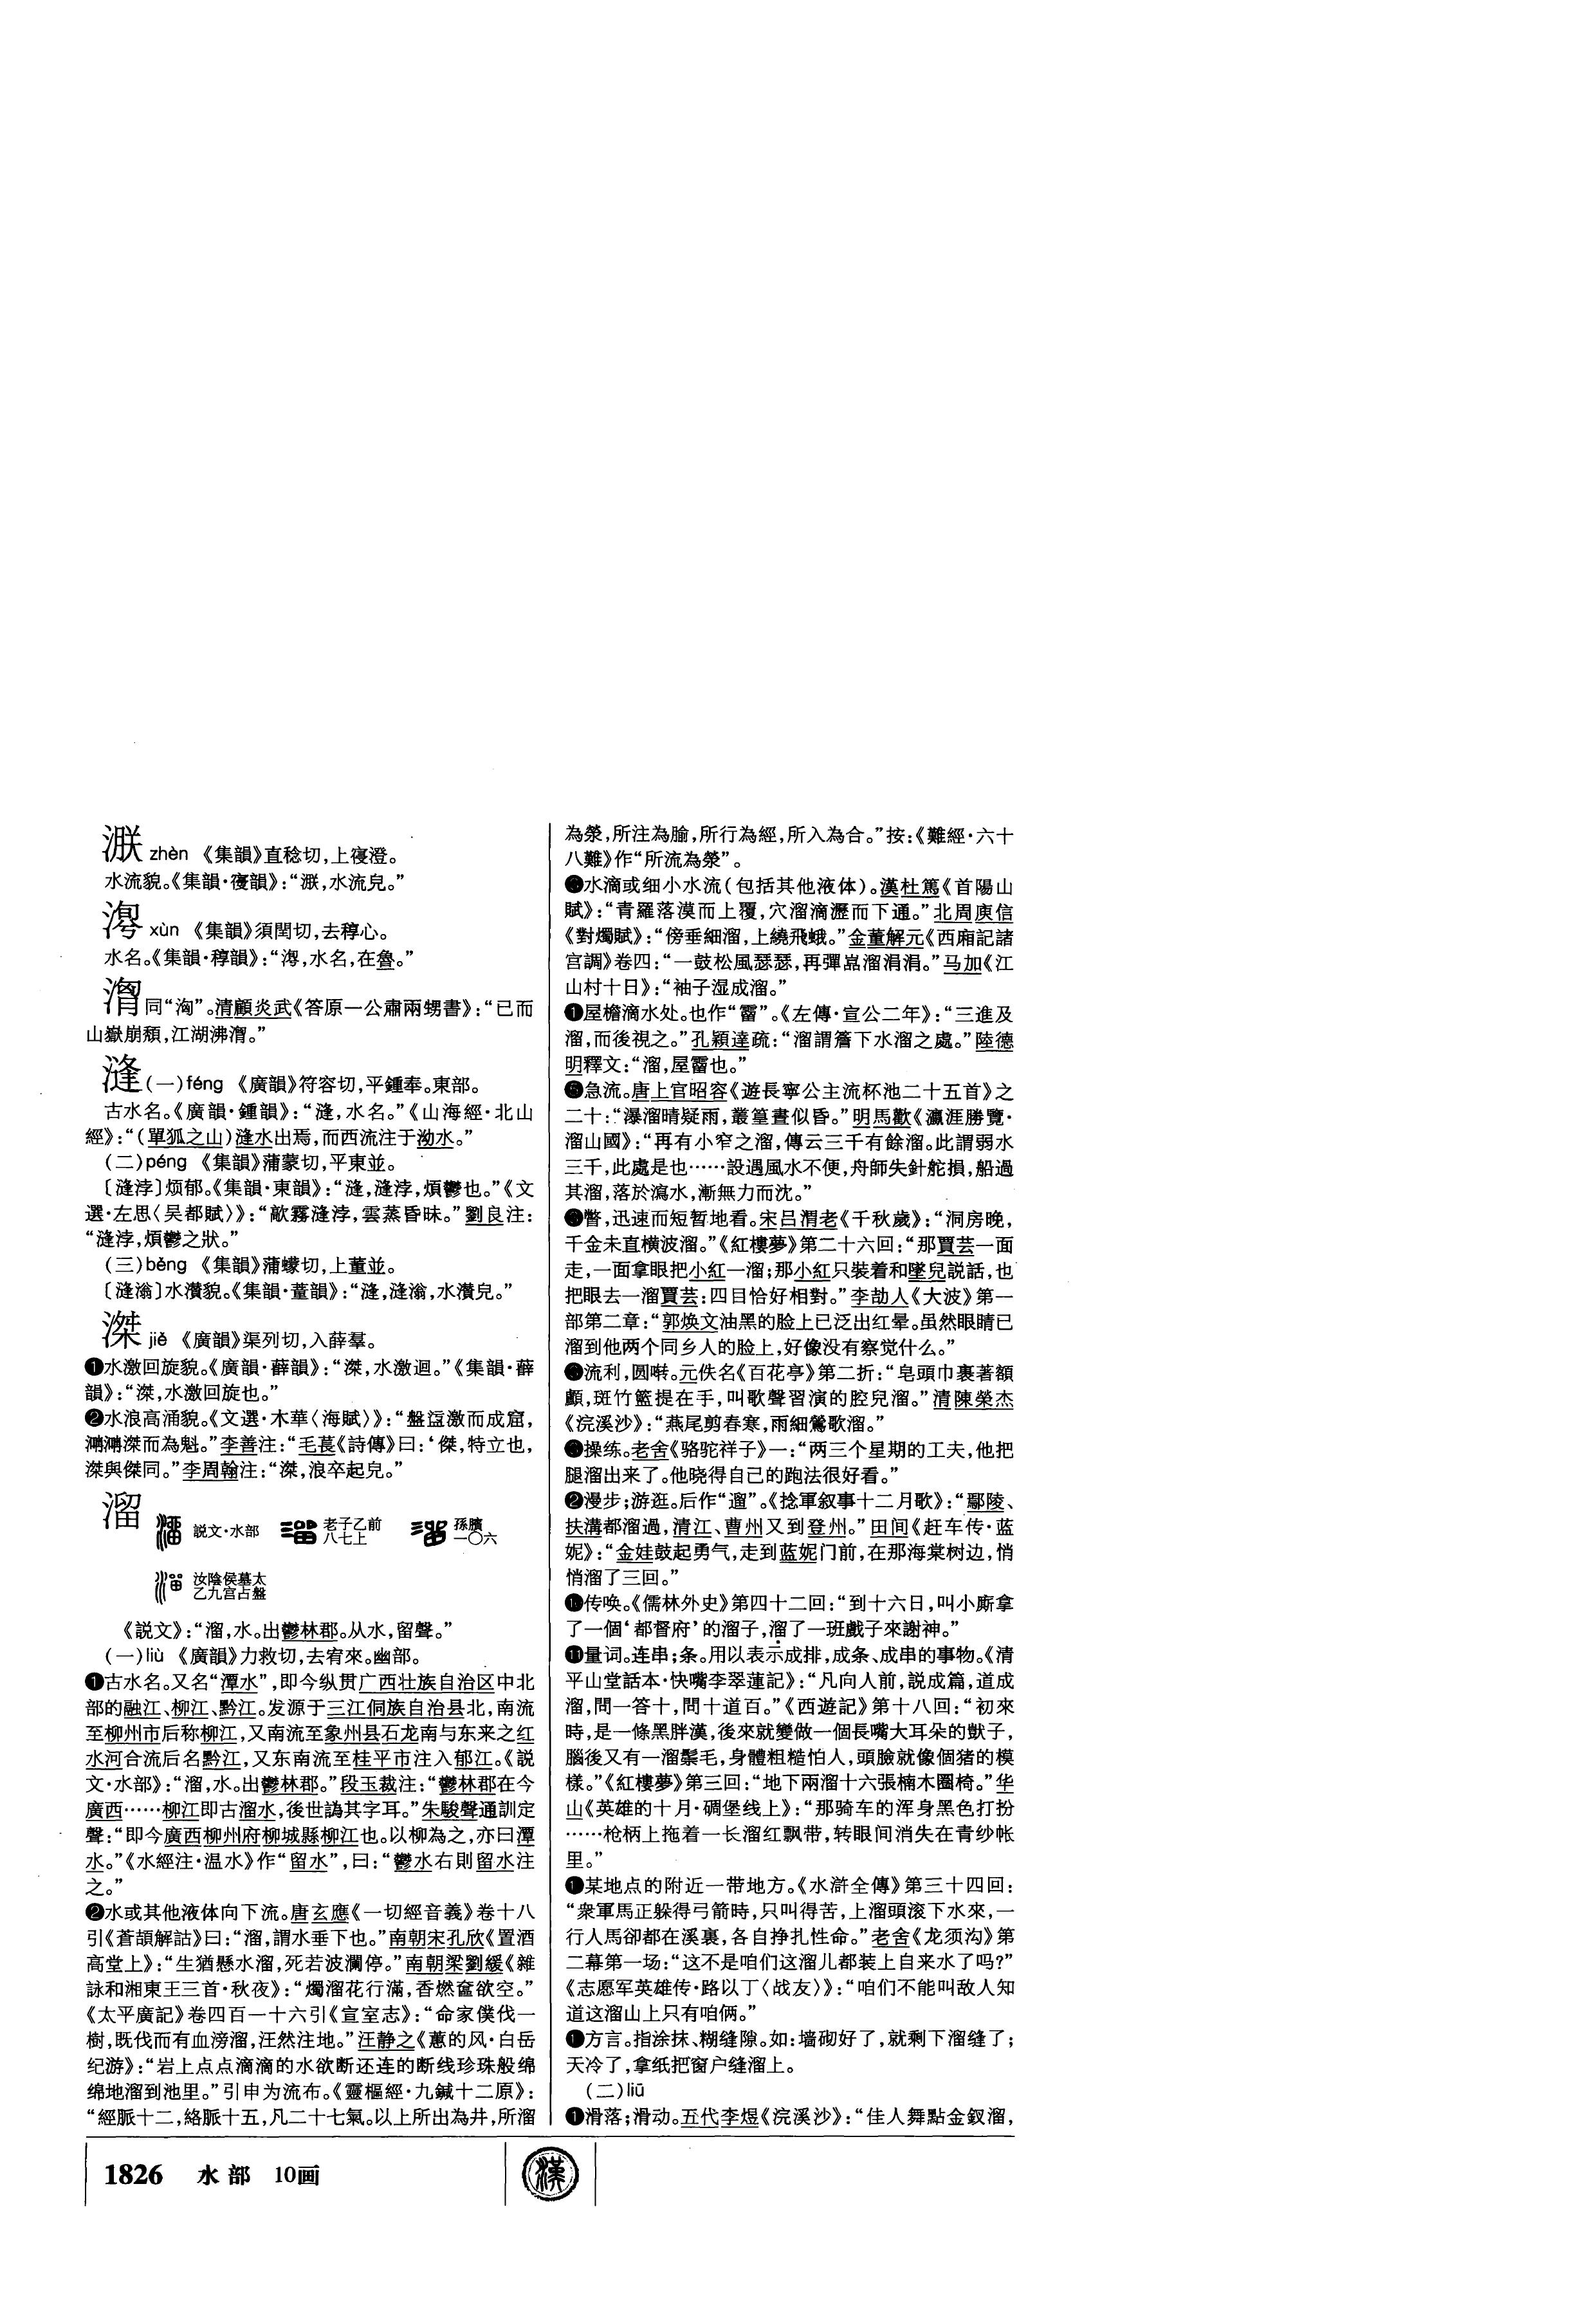 zhèn 《集韻》直稔切，上寑澄。
水流貌。《集韻·寑韻》：“㴨，水流皃。”
xùn 《集韻》須閏切，去稕心。
水名。《集韻·稕韻》：“，水名，在魯。”
同“洶”。清顧炎武《答原一公肅兩甥書》：“已而
山嶽崩頹，江湖沸。”
漨(一)féng 《廣韻》符容切，平鍾奉。東部。
古水名。《廣韻·鍾韻》：“漨，水名。”《山海經·北山
經》：“(單狐之山)漨水出焉，而西流注于泑水。”
(二)péng 《集韻》蒲蒙切，平東並。
〔漨浡〕烦郁。《集韻·東韻》：“漨，漨浡，煩鬱也。”《文
選·左思〈吴都賦〉》：“歊霧漨浡，雲蒸昏昧。”劉良注：
“漨浡，煩鬱之狀。”
(三)běng 《集韻》蒲蠓切，上董並。
〔漨滃〕水瀵貌。《集韻·董韻》：“漨，漨滃，水瀵皃。”
滐 jié 《廣韻》渠列切，入薛羣。
❶水激回旋貌。《廣韻·薛韻》：“滐，水激迴。”《集韻·薛
韻》：“滐，水激回旋也。”
❷水浪高涌貌。《文選·木華〈海賦〉》：“盤盓激而成窟，
滐而為魁。”李善注：“毛萇《詩傳》曰：‘傑，特立也，
滐與傑同。”李周翰注：“滐，浪卒起皃。”
溜
説文·水部 老子乙前八七上 孫臏一〇六
汝陰侯墓太乙九宫占盤
《説文》：“溜，水。出鬱林郡。从水，留聲。”
(一)liù 《廣韻》力救切，去宥來。幽部。
❶古水名。又名“潭水”，即今纵贯广西壮族自治区中北
部的融江、柳江、黔江。发源于三江侗族自治县北，南流
至柳州市后称柳江，又南流至象州县石龙南与东来之红
水河合流后名黔江，又东南流至桂平市注入郁江。《説
文·水部》：“溜，水。出鬱林郡。”段玉裁注：“鬱林郡在今
廣西……柳江即古溜水，後世譌其字耳。”朱駿聲通訓定
聲：“即今廣西柳州府柳城縣柳江也。以柳為之，亦曰潭
水。”《水經注·温水》作“留水”，曰：“鬱水右則留水注
之。”
❷水或其他液体向下流。唐玄應《一切經音義》卷十八
引《蒼頡解詁》曰：“溜，謂水垂下也。”南朝宋孔欣《置酒
高堂上》：“生猶懸水溜，死若波瀾停。”南朝梁劉緩《雜
詠和湘東王三首·秋夜》：“燭溜花行滿，香燃奩欲空。”
《太平廣記》卷四百一十六引《宣室志》：“命家僕伐一
樹，既伐而有血滂溜，汪然注地。”汪静之《蕙的风·白岳
纪游》：“岩上点点滴滴的水欲断还连的断线珍珠般绵
绵地溜到池里。”引申为流布。《靈樞經·九鍼十二原》：
“經脈十二，絡脈十五，凡二十七氣。以上所出為井，所溜
為滎，所注為腧，所行為經，所入為合。”按：《難經·六十
八難》作“所流為滎”。
水滴或细小水流(包括其他液体)。漢杜篤《首陽山
賦》：“青羅落漠而上覆，穴溜滴瀝而下通。”北周庾信
《對燭賦》：“傍垂細溜，上繞飛蛾。”金董解元《西廂記諸
宫調》卷四：“一鼓松風瑟瑟，再彈嵓溜涓涓。”马加《江
山村十日》：“袖子湿成溜。”
屋檐滴水处。也作“霤”。《左傳·宣公二年》：“三進及
溜，而後視之。”孔穎達疏：“溜謂簷下水溜之處。”陸德
明釋文：“溜，屋霤也。”
急流。唐上官昭容《遊長寧公主流杯池二十五首》之
二十：“瀑溜晴疑雨，叢篁晝似昏。”明馬歡《瀛涯勝覽·
溜山國》：“再有小窄之溜，傳云三千有餘溜。此謂弱水
三千，此處是也……設遇風水不便，舟師失針舵損，船過
其溜，落於瀉水，漸無力而沈。”
瞥，迅速而短暂地看。宋吕渭老《千秋歲》：“洞房晚，
千金未直横波溜。”《紅樓夢》第二十六回：“那賈芸一面
走，一面拿眼把小紅一溜；那小紅只裝着和墜兒説話，也
把眼去一溜賈芸：四目恰好相對。”李劼人《大波》第一
部第二章：“郭焕文油黑的脸上已泛出红晕。虽然眼睛已
溜到他两个同乡人的脸上，好像没有察觉什么。”
流利，圆啭。元佚名《百花亭》第二折：“皂頭巾裹著額
顱，斑竹籃提在手，叫歌聲習演的腔兒溜。”清陳榮杰
《浣溪沙》：“燕尾剪春寒，雨細鶯歌溜。”
操练。老舍《骆驼祥子》一：“两三个星期的工夫，他把
腿溜出来了。他晓得自己的跑法很好看。”
漫步；游逛。后作“遛”。《捻軍叙事十二月歌》：“鄢陵、
扶溝都溜過，清江、曹州又到登州。”田间《赶车传·蓝
妮》：“金娃鼓起勇气，走到蓝妮门前，在那海棠树边，悄
悄溜了三回。”
传唤。《儒林外史》第四十二回：“到十六日，叫小廝拿
了一個‘都督府’的溜子，溜了一班戲子來謝神。”
⓫量词。连串；条。用以表示成排，成条、成串的事物。《清
平山堂話本·快嘴李翠蓮記》：“凡向人前，説成篇，道成
溜，問一答十，問十道百。”《西遊記》第十八回：“初來
時，是一條黑胖漢，後來就變做一個長嘴大耳朵的獃子，
腦後又有一溜鬃毛，身體粗糙怕人，頭臉就像個猪的模
樣。”《紅樓夢》第三回：“地下兩溜十六張楠木圈椅。”华
山《英雄的十月·碉堡线上》：“那骑车的浑身黑色打扮
……枪柄上拖着一长溜红飘带，转眼间消失在青纱帐
里。”
某地点的附近一带地方。《水滸全傳》第三十四回：
“衆軍馬正躲得弓箭時，只叫得苦，上溜頭滚下水來，一
行人馬卻都在溪裏，各自挣扎性命。”老舍《龙须沟》第
二幕第一场：“这不是咱们这溜儿都装上自来水了吗？”
《志愿军英雄传·路以丁〈战友〉》：“咱们不能叫敌人知
道这溜山上只有咱俩。”
方言。指涂抹、糊缝隙。如：墙砌好了，就剩下溜缝了；
天冷了，拿纸把窗户缝溜上。
(二)liū
❶滑落；滑动。五代李煜《浣溪沙》：“佳人舞點金釵溜，
1826 水部 10画
漢